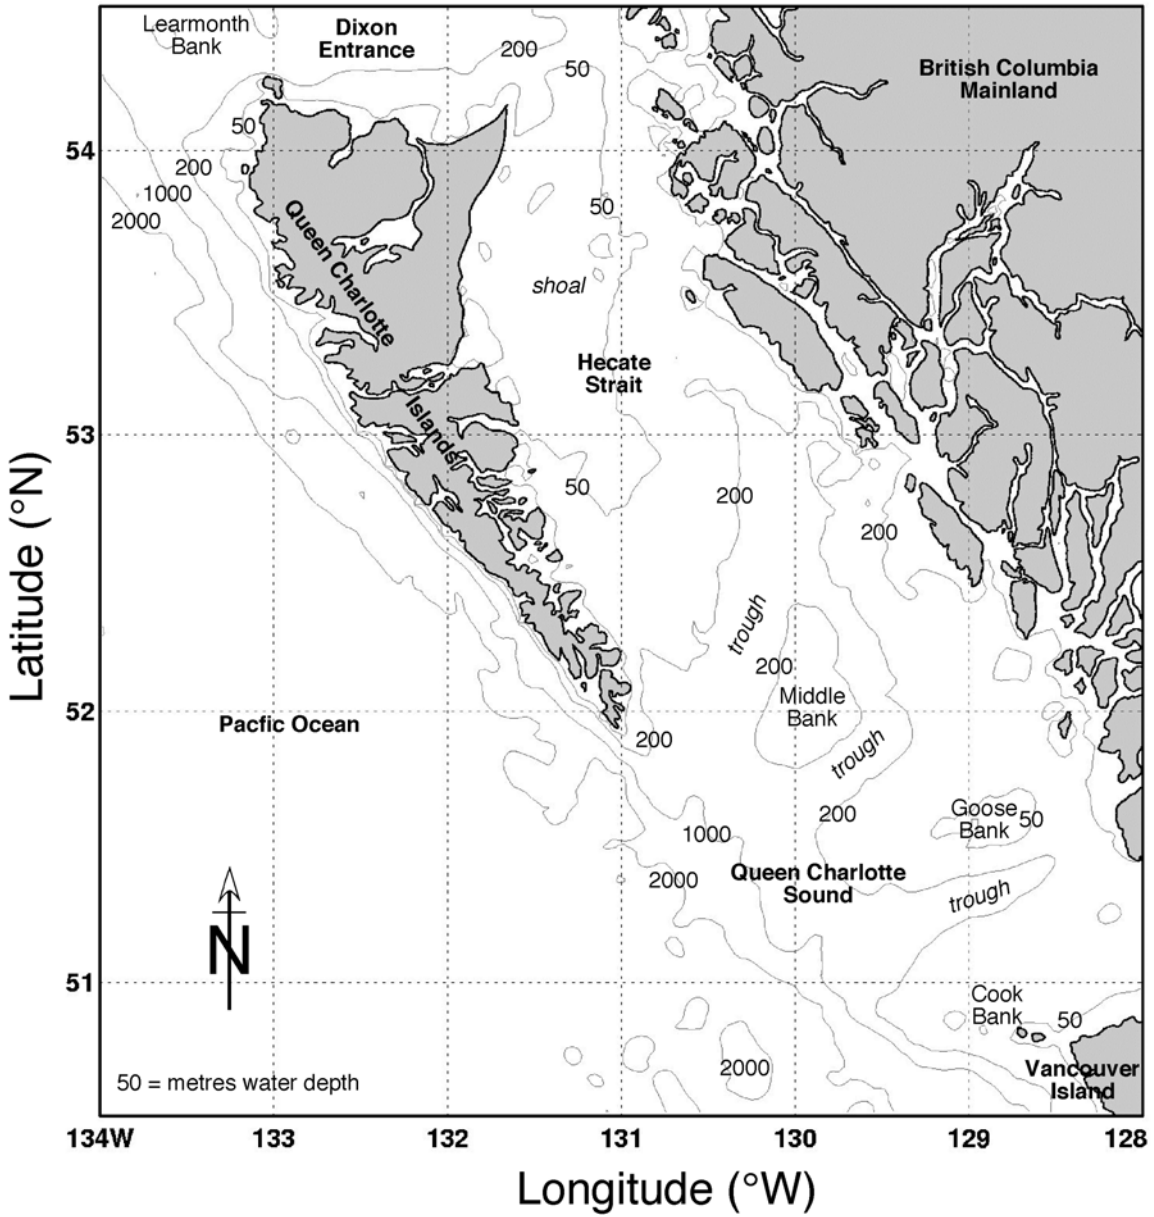 Learmonth
Bank
Dixon
Entrance
200
50
British Columbia
Mainland
50
54
200
1000
2000
50
Queen Charlotte
Islands
shoal
Hecate
Strait
53
50
200
200
trough
200
Middle
Bank
52
Pacfic Ocean
200
trough
200
Goose
Bank
50
1000
2000
Queen Charlotte
Sound
trough
N
51
Cook
Bank
50
2000
Vancouver
Island
50 = metres water depth
134W
133
132
131
130
129
128
Latitude (°N)
Longitude (°W)